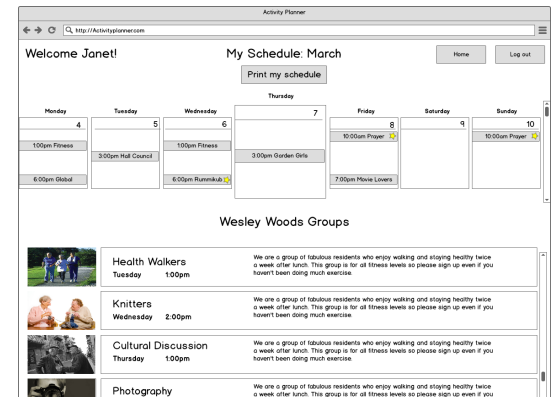 Activity Planner
http://Activityplanner.com
Welcome Janet!
My Schedule: March
Home
Log out
Print my schedule
Thursday
Monday
Tuesday
Wednesday
Friday
Saturday
Sunday
4
5
6
7
8
9
10
10:00am Prayer
10:00am Prayer
1:00pm Fitness
1:00pm Fitness
3:00pm Hall Council
3:00pm Garden Girls
6:00pm Global
6:00pm Rummikub
7:00pm Movie Lovers
Wesley Woods Groups
Health Walkers
Tuesday 1:00pm
We are a group of fabulous residents who enjoy walking and staying healthy twice
a week after lunch. This group is for all fitness levels so please sign up even if you
haven't been doing much exercise.
Knitters
Wednesday 2:00pm
We are a group of fabulous residents who enjoy walking and staying healthy twice
a week after lunch. This group is for all fitness levels so please sign up even if you
haven't been doing much exercise.
Cultural Discussion
Thursday 1:00pm
We are a group of fabulous residents who enjoy walking and staying healthy twice
a week after lunch. This group is for all fitness levels so please sign up even if you
haven't been doing much exercise.
Photography
We are a group of fabulous residents who enjoy walking and staying healthy twice
a week after lunch. This group is for all fitness levels so please sign up even if you